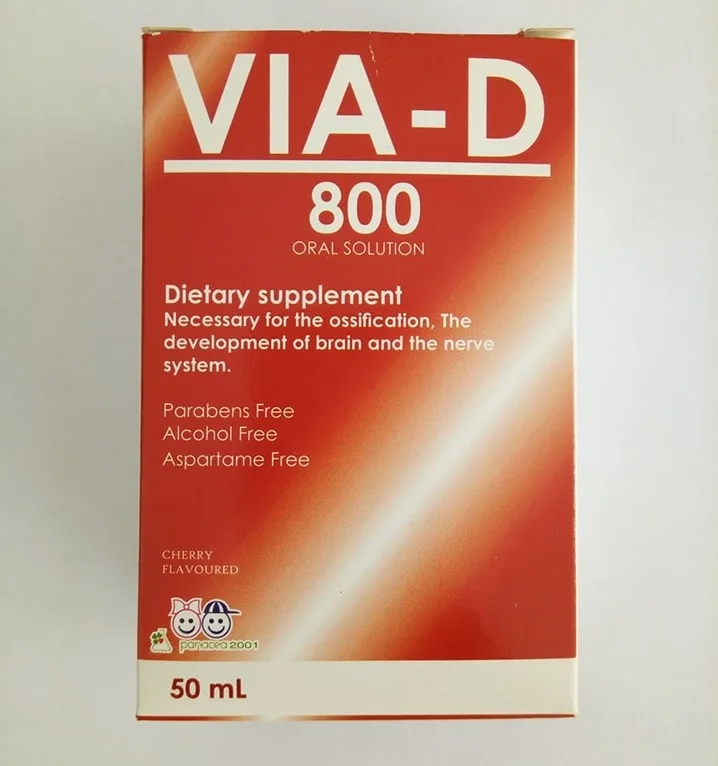 VIA-D
800
ORAL SOLUTION
Dietary supplement
Necessary for the ossification, The
development of brain and the nerve
system.
Parabens Free
Alcohol Free
Aspartame Free
CHERRY
FLAVOURED
panacea 2001
50 mL